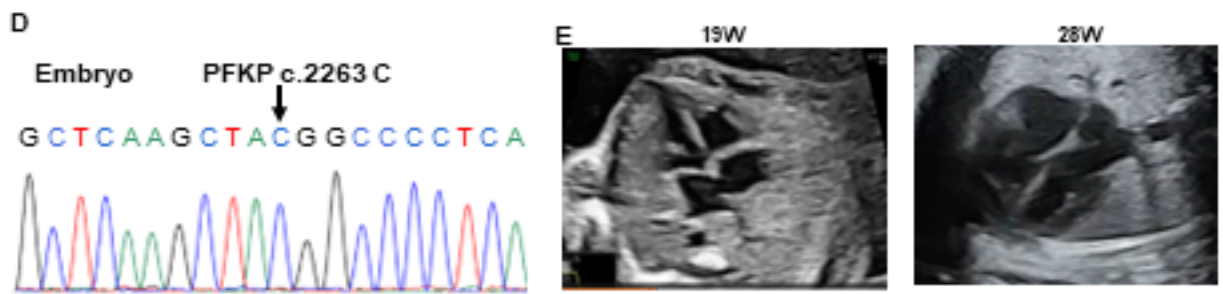 D
Embryo PFKP c.2263 C
GCTCAAGCTACGGCCCCTCA
E
19W
28W